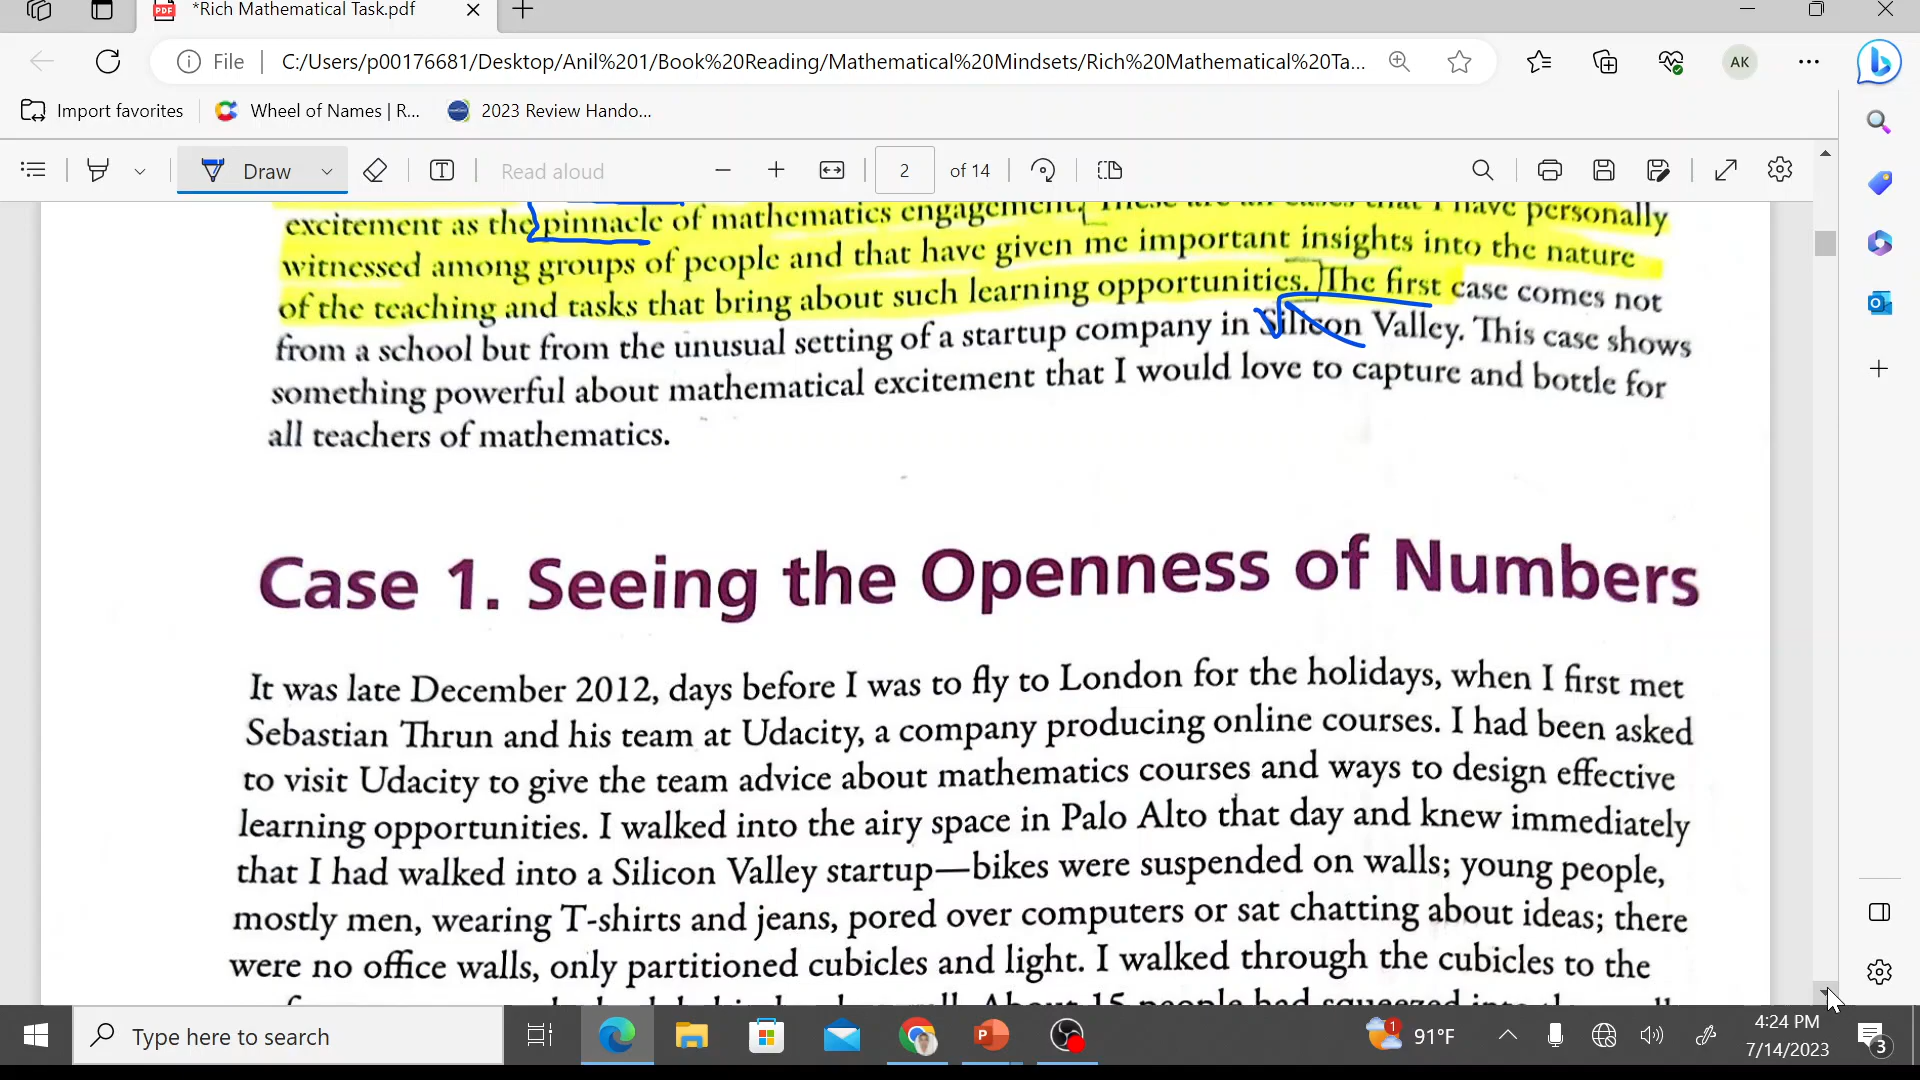 *Rich Mathematical Task.pdf
File
C:/Users/p00176681/Desktop/Anil%201/Book%20Reading/Mathematical%20Mindsets/Rich%20Mathematical%20Ta...
AK
Import favorites
Wheel of Names | R...
2023 Review Hando...
Draw
Read aloud
2
of 14
excitement as the pinnacle of mathematics engagement. These are all cases that I have personally
witnessed among groups of people and that have given me important insights into the nature
of the teaching and tasks that bring about such learning opportunities. The first case comes not
from a school but from the unusual setting of a startup company in Silicon Valley. This case shows
something powerful about mathematical excitement that I would love to capture and bottle for
all teachers of mathematics.
Case 1. Seeing the Openness of Numbers
It was late December 2012, days before I was to fly to London for the holidays, when I first met
Sebastian Thrun and his team at Udacity, a company producing online courses. I had been asked
to visit Udacity to give the team advice about mathematics courses and ways to design effective
learning opportunities. I walked into the airy space in Palo Alto that day and knew immediately
that I had walked into a Silicon Valley startup—bikes were suspended on walls; young people,
mostly men, wearing T-shirts and jeans, pored over computers or sat chatting about ideas; there
were no office walls, only partitioned cubicles and light. I walked through the cubicles to the
About 15 people had squeezed into
Type here to search
1
91°F
4:24 PM
7/14/2023
3